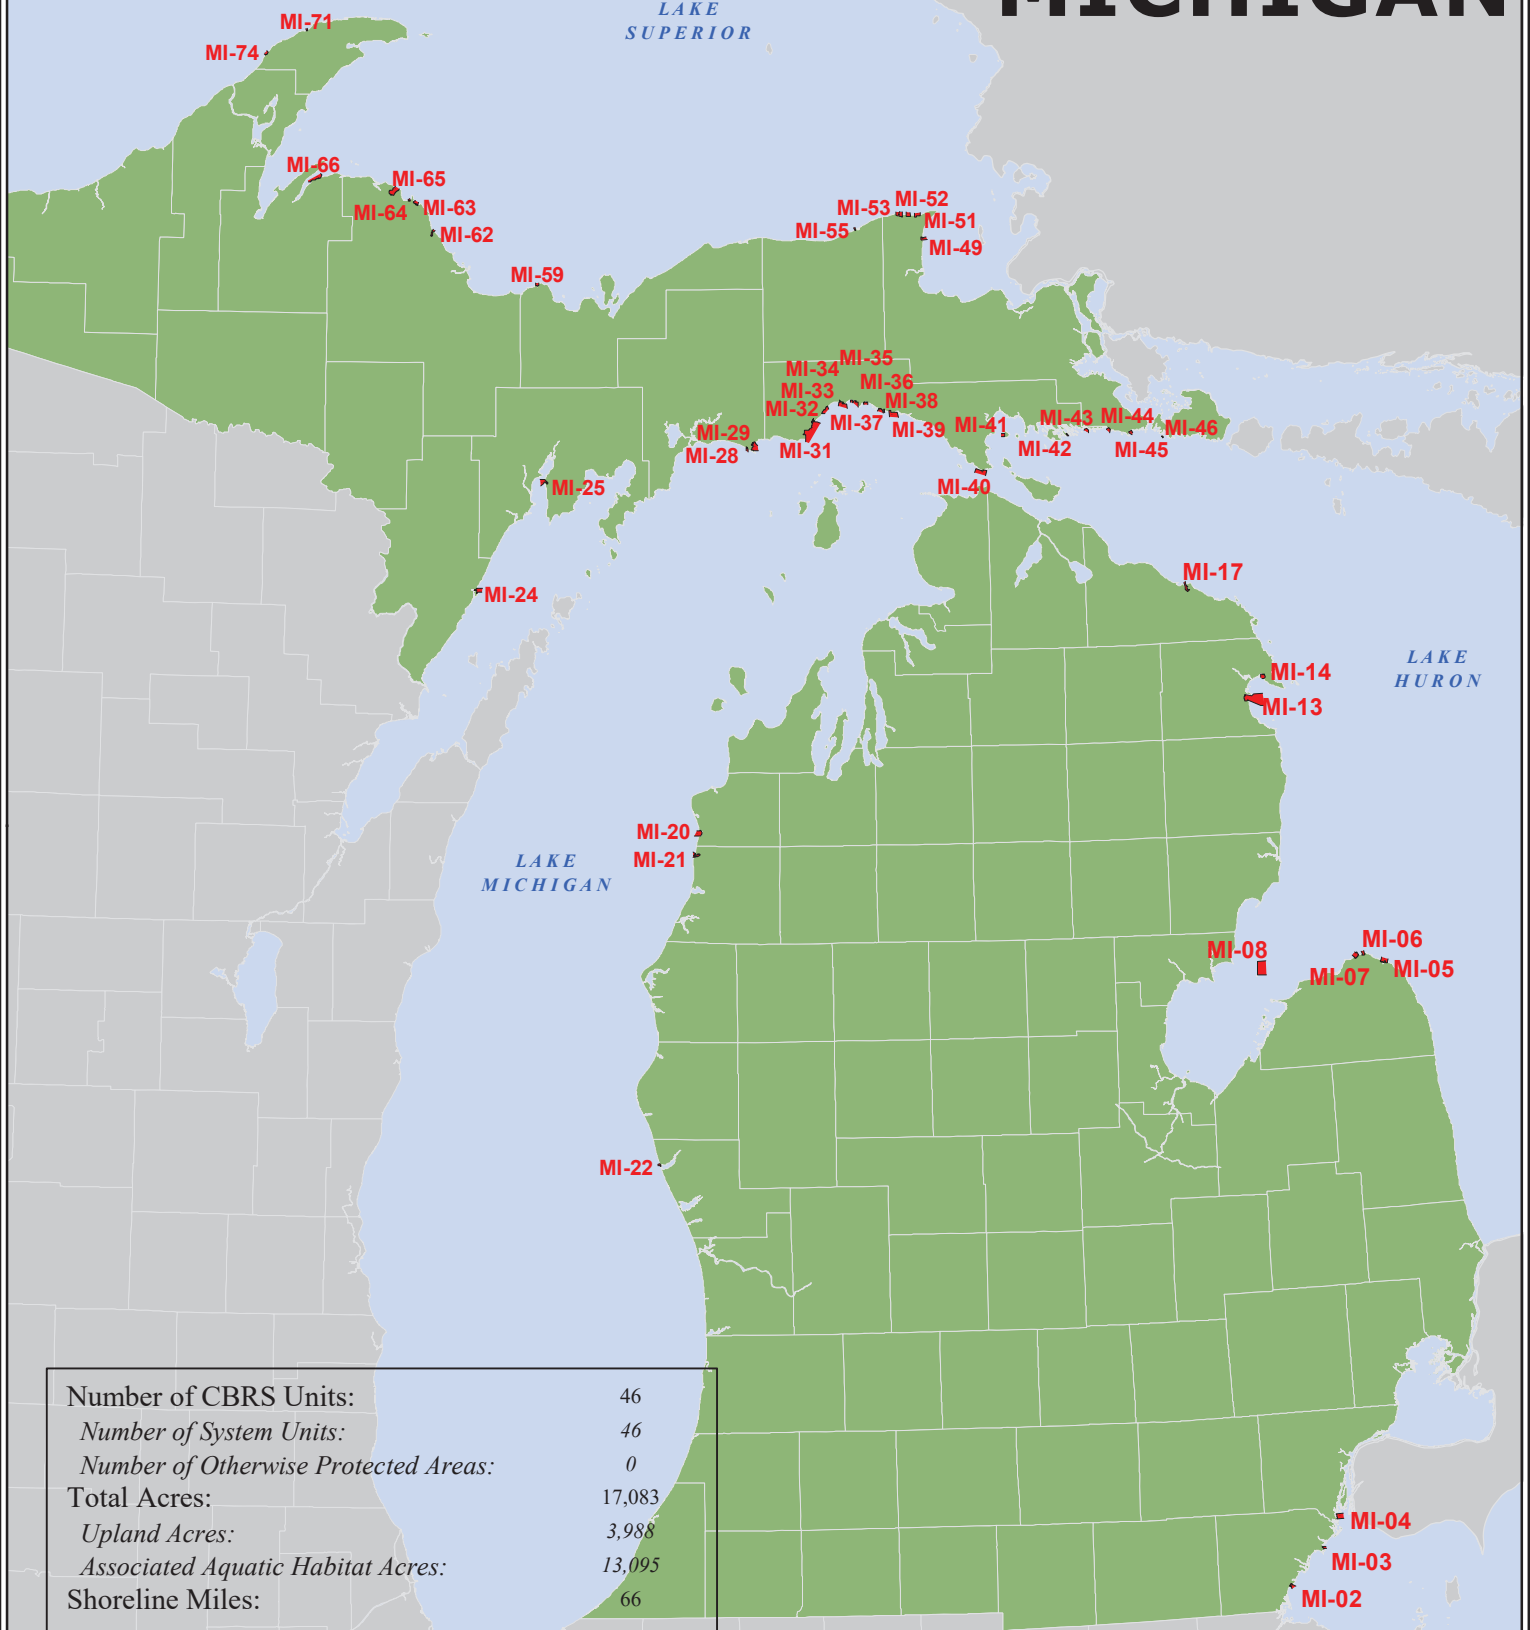 MICHIGAN
LAKE
SUPERIOR
MI-71
MI-74
MI-66
MI-65
MI-64
MI-63
MI-62
MI-59
MI-53
MI-52
MI-51
MI-55
MI-49
MI-35
MI-34
MI-36
MI-33
MI-38
MI-32
MI-37
MI-39
MI-31
MI-29
MI-28
MI-41
MI-43
MI-44
MI-46
MI-42
MI-45
MI-40
MI-25
MI-24
MI-17
LAKE
HURON
MI-14
MI-13
MI-20
MI-21
LAKE
MICHIGAN
MI-08
MI-06
MI-05
MI-07
MI-22
MI-04
MI-03
MI-02
Number of CBRS Units: 46
Number of System Units: 46
Number of Otherwise Protected Areas: 0
Total Acres: 17,083
Upland Acres: 3,988
Associated Aquatic Habitat Acres: 13,095
Shoreline Miles: 66